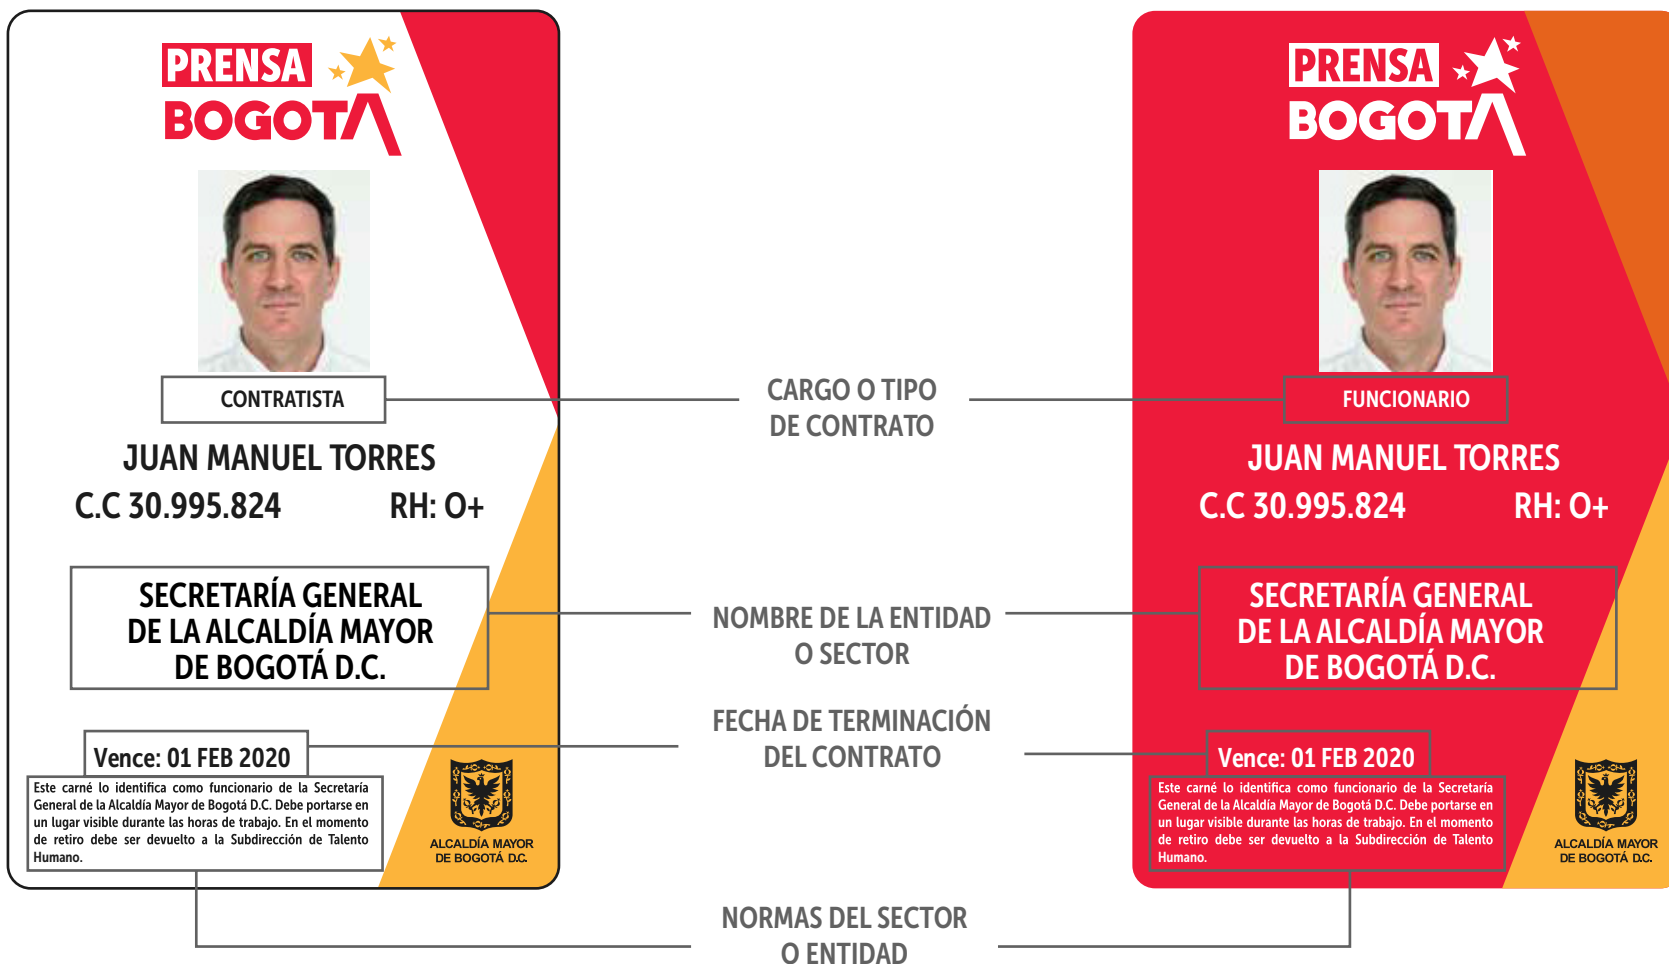 PRENSA
BOGOTÁ
CONTRATISTA
JUAN MANUEL TORRES
C.C 30.995.824 RH: O+
SECRETARÍA GENERAL
DE LA ALCALDÍA MAYOR
DE BOGOTÁ D.C.
Vence: 01 FEB 2020
Este carné lo identifica como funcionario de la Secretaría
General de la Alcaldía Mayor de Bogotá D.C. Debe portarse en
un lugar visible durante las horas de trabajo. En el momento
de retiro debe ser devuelto a la Subdirección de Talento
Humano.
ALCALDÍA MAYOR
DE BOGOTÁ D.C.
CARGO O TIPO
DE CONTRATO
NOMBRE DE LA ENTIDAD
O SECTOR
FECHA DE TERMINACIÓN
DEL CONTRATO
NORMAS DEL SECTOR
O ENTIDAD
PRENSA
BOGOTÁ
FUNCIONARIO
JUAN MANUEL TORRES
C.C 30.995.824 RH: O+
SECRETARÍA GENERAL
DE LA ALCALDÍA MAYOR
DE BOGOTÁ D.C.
Vence: 01 FEB 2020
Este carné lo identifica como funcionario de la Secretaría
General de la Alcaldía Mayor de Bogotá D.C. Debe portarse en
un lugar visible durante las horas de trabajo. En el momento
de retiro debe ser devuelto a la Subdirección de Talento
Humano.
ALCALDÍA MAYOR
DE BOGOTÁ D.C.